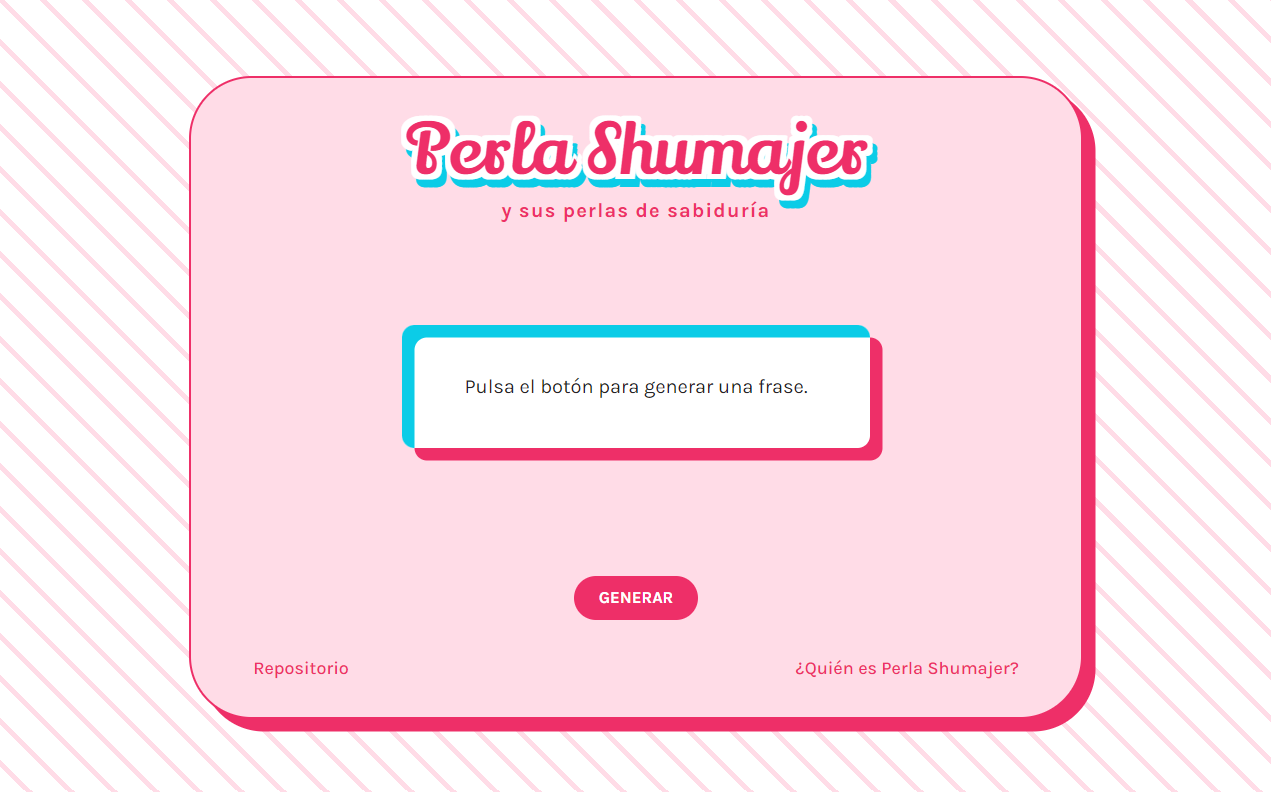 Perla Shumajer
y sus perlas de sabiduría
Pulsa el botón para generar una frase.
GENERAR
Repositorio
¿Quién es Perla Shumajer?